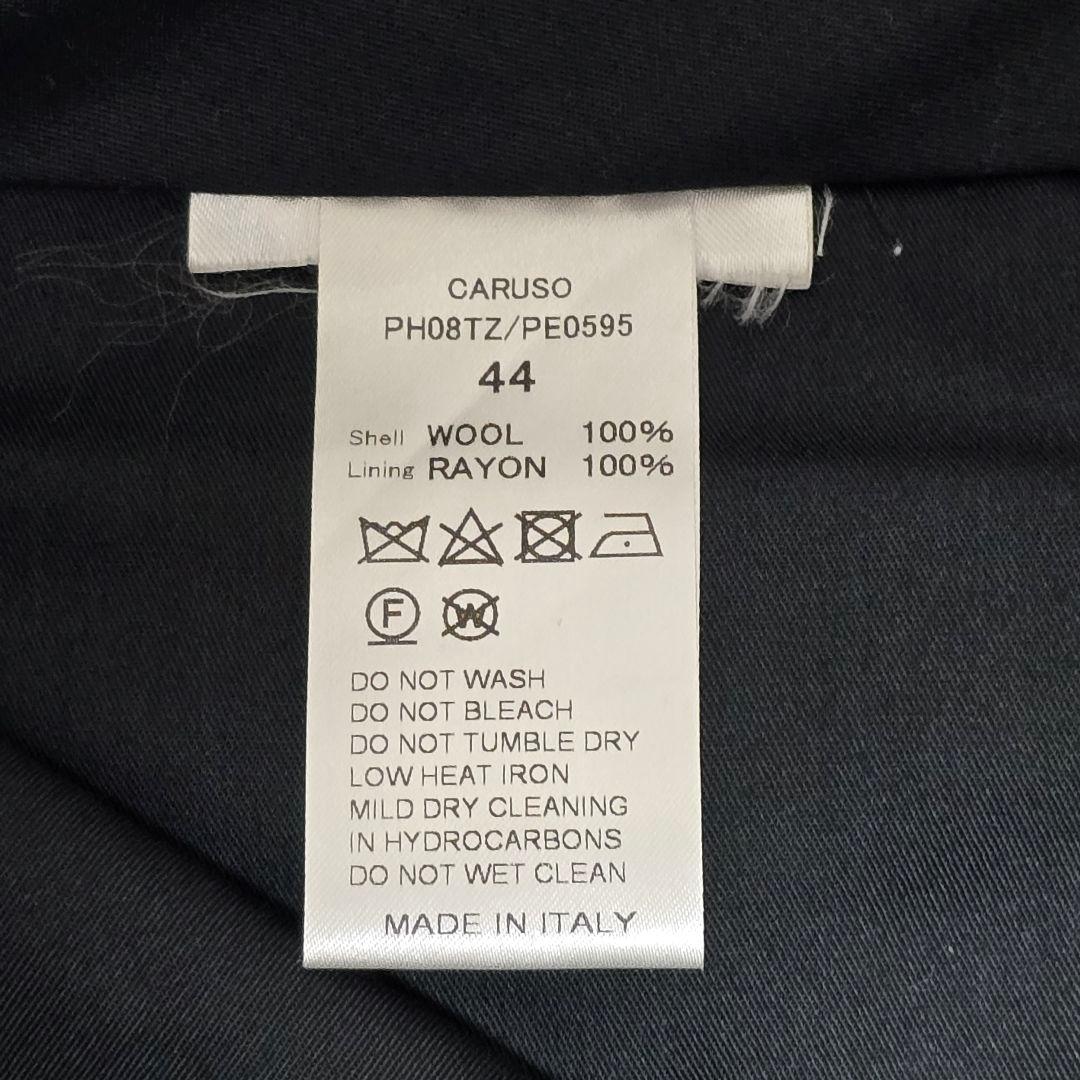 CARUSO
PH08TZ/PE0595
44
Shell WOOL 100%
Lining RAYON 100%
F W
DO NOT WASH
DO NOT BLEACH
DO NOT TUMBLE DRY
LOW HEAT IRON
MILD DRY CLEANING
IN HYDROCARBONS
DO NOT WET CLEAN
MADE IN ITALY